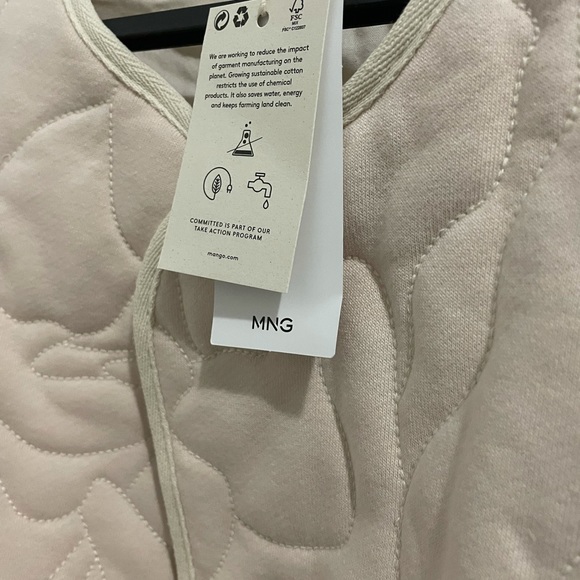 FSC
MIX
We are working to reduce the impact
of garment manufacturing on the
planet. Growing sustainable cotton
restricts the use of chemical
products. It also saves water, energy
and keeps farming land clean.
COMMITTED IS PART OF OUR
TAKE ACTION PROGRAM
mango.com
MNG